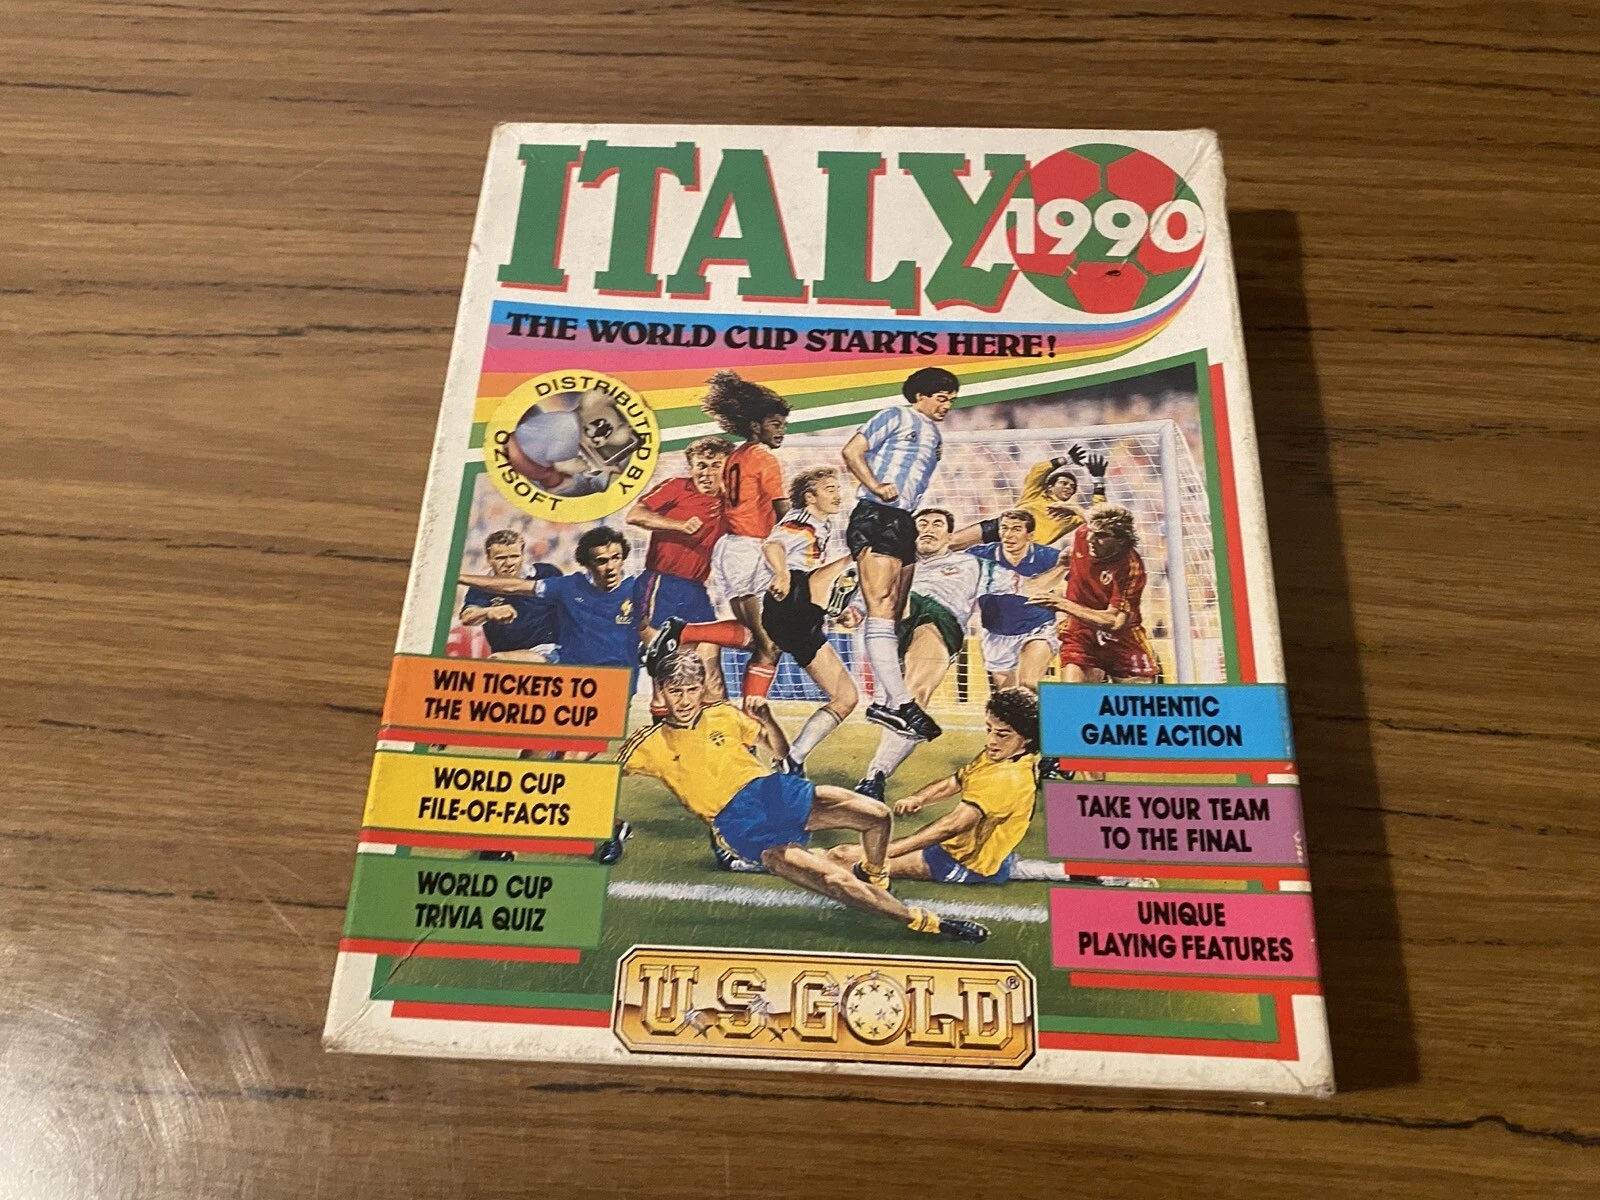 ITALY
1990
THE WORLD CUP STARTS HERE!
DISTRIBUTED BY
OZISOFT
10
WIN TICKETS TO
THE WORLD CUP
WORLD CUP
FILE-OF-FACTS
WORLD CUP
TRIVIA QUIZ
AUTHENTIC
GAME ACTION
TAKE YOUR TEAM
TO THE FINAL
UNIQUE
PLAYING FEATURES
U.S. GOLD®